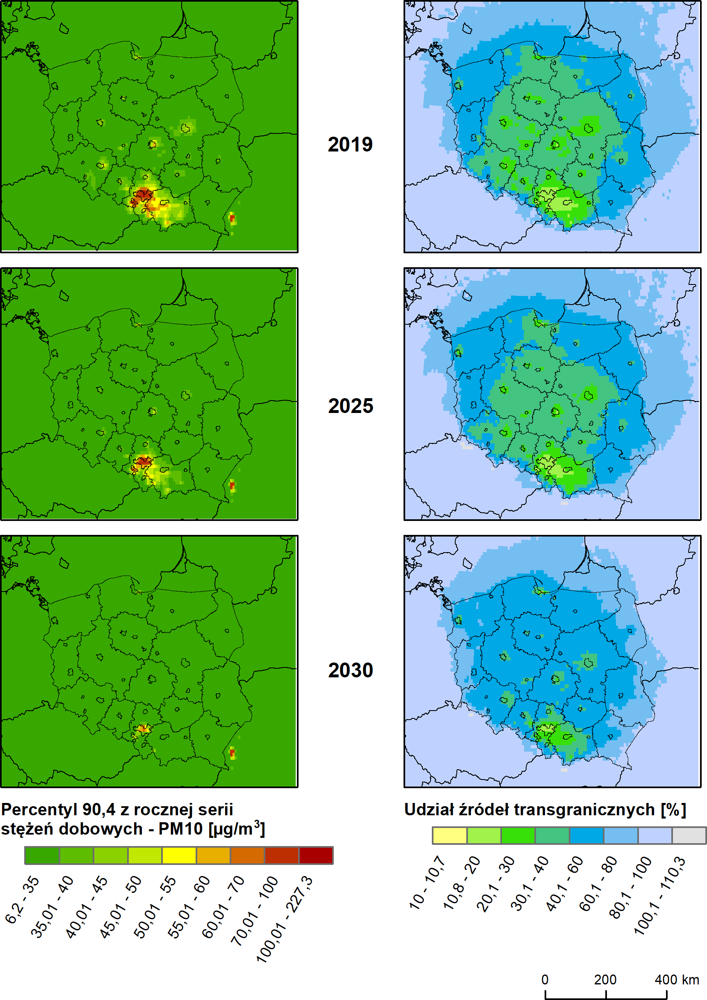 2019
2025
2030
Percentyl 90,4 z rocznej serii
stężeń dobowych - PM10 [µg/m³]
6,2 - 35
35,01 - 40
40,01 - 45
45,01 - 50
50,01 - 55
55,01 - 60
60,01 - 70
70,01 - 100
100,01 - 227,3
Udział źródeł transgranicznych [%]
10 - 10,7
10,8 - 20
20,1 - 30
30,1 - 40
40,1 - 60
60,1 - 80
80,1 - 100
100,1 - 110,3
0 200 400 km